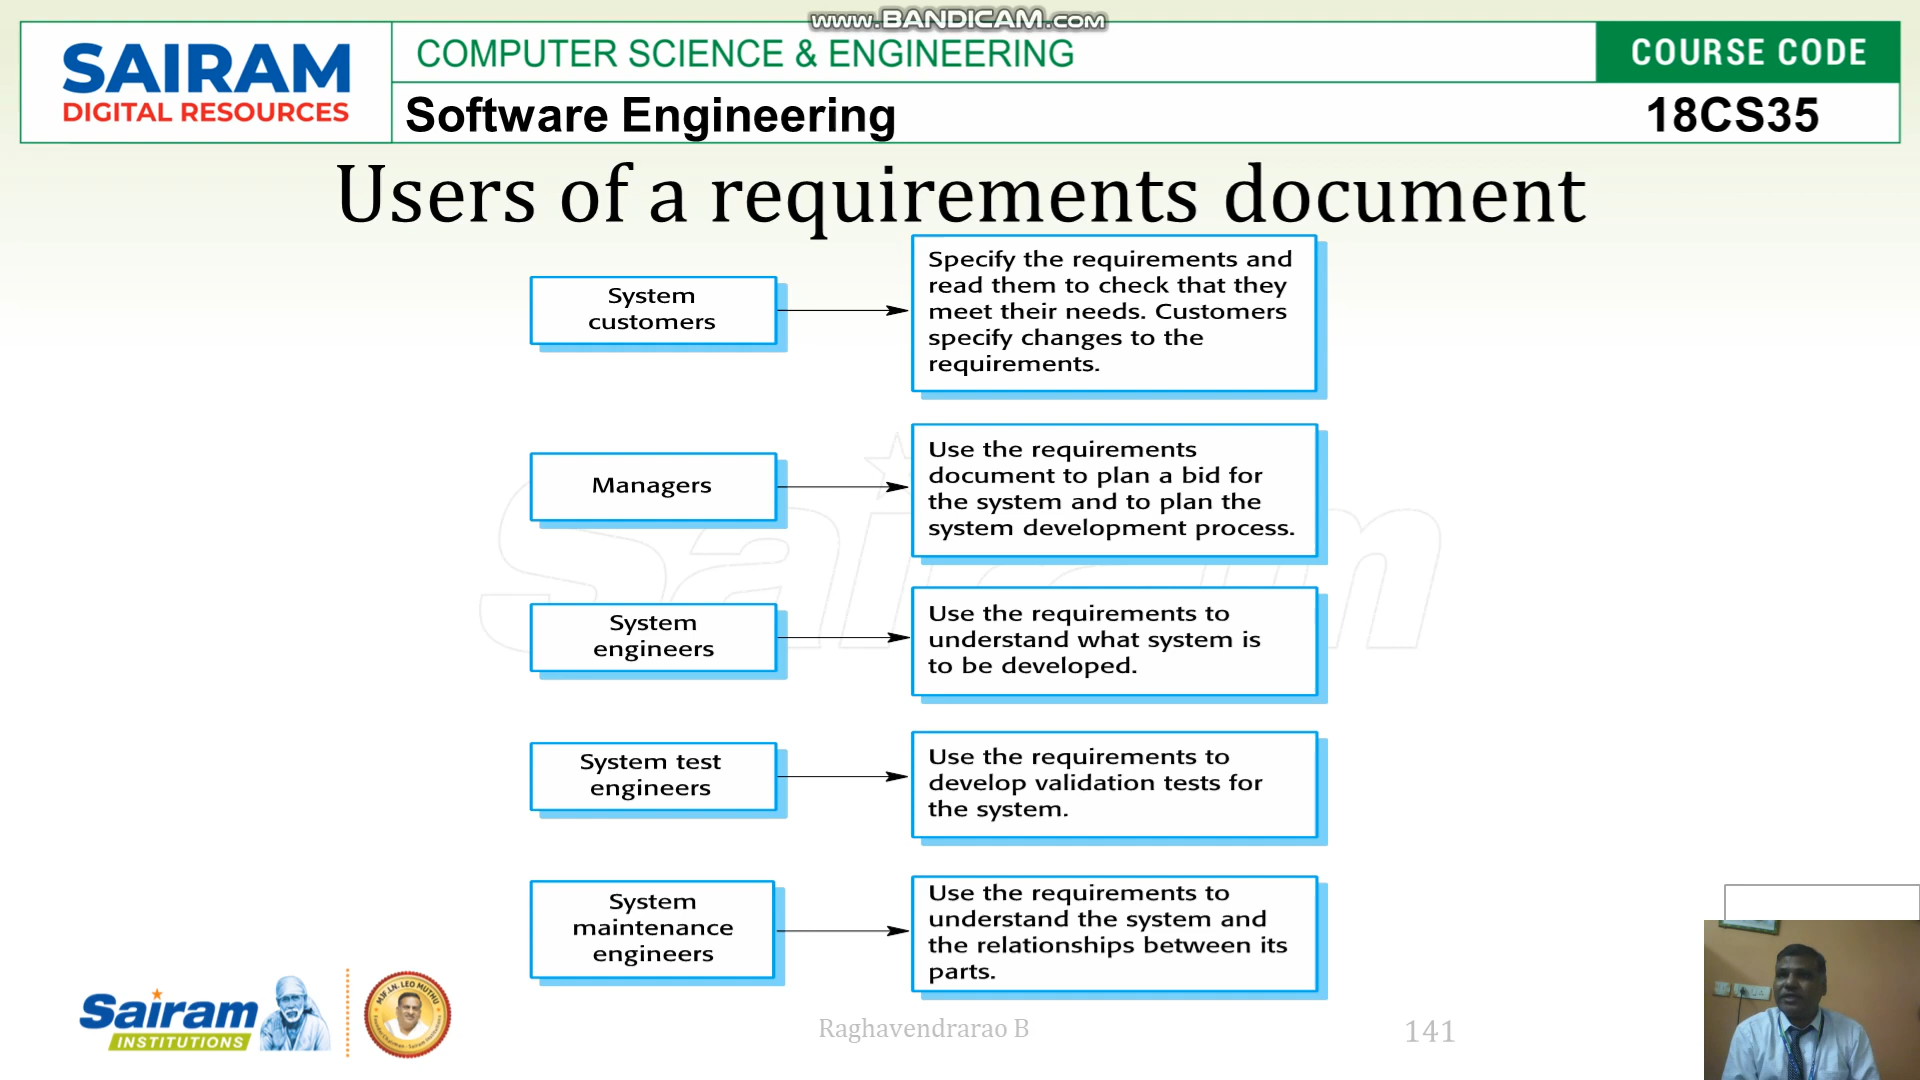 www.BANDICAM.com
SAIRAM
DIGITAL RESOURCES
COMPUTER SCIENCE & ENGINEERING
COURSE CODE
Software Engineering
18CS35
Users of a requirements document
System
customers
Specify the requirements and
read them to check that they
meet their needs. Customers
specify changes to the
requirements.
Managers
Use the requirements
document to plan a bid for
the system and to plan the
system development process.
System
engineers
Use the requirements to
understand what system is
to be developed.
System test
engineers
Use the requirements to
develop validation tests for
the system.
System
maintenance
engineers
Use the requirements to
understand the system and
the relationships between its
parts.
Sairam
Sairam
INSTITUTIONS
MJF.LN. LEO MUTHU
Raghavendrarao B
141